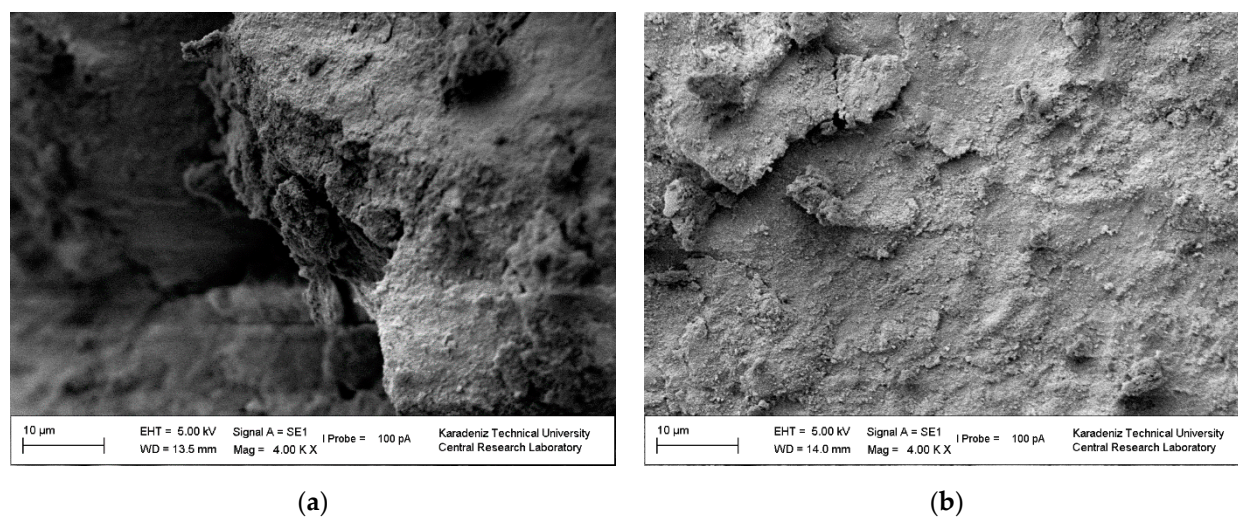 10 µm
EHT = 5.00 kV Signal A = SE1 I Probe = 100 pA Karadeniz Technical University
WD = 13.5 mm Mag = 4.00 K X Central Research Laboratory
10 µm
EHT = 5.00 kV Signal A = SE1 I Probe = 100 pA Karadeniz Technical University
WD = 14.0 mm Mag = 4.00 K X Central Research Laboratory
(a)
(b)